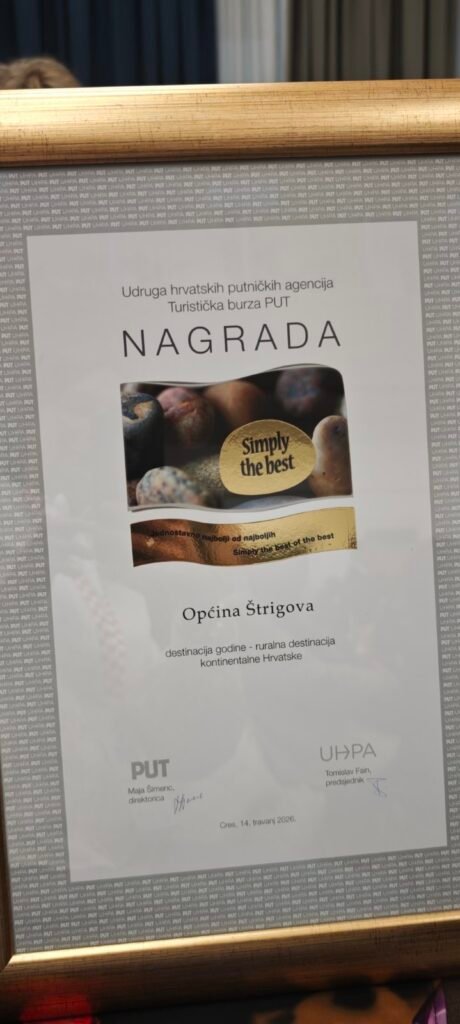 Udruga hrvatskih putničkih agencija
Turistička burza PUT
NAGRADA
Simply
the best
Jednostavno najbolji od najboljih
Simply the best of the best
Općina Štrigova
destinacija godine - ruralna destinacija
kontinentalne Hrvatske
PUT
Maja Šimenc,
direktorica
UHPA
Tomislav Fain,
predsjednik
Cres, 14. travanj 2026.